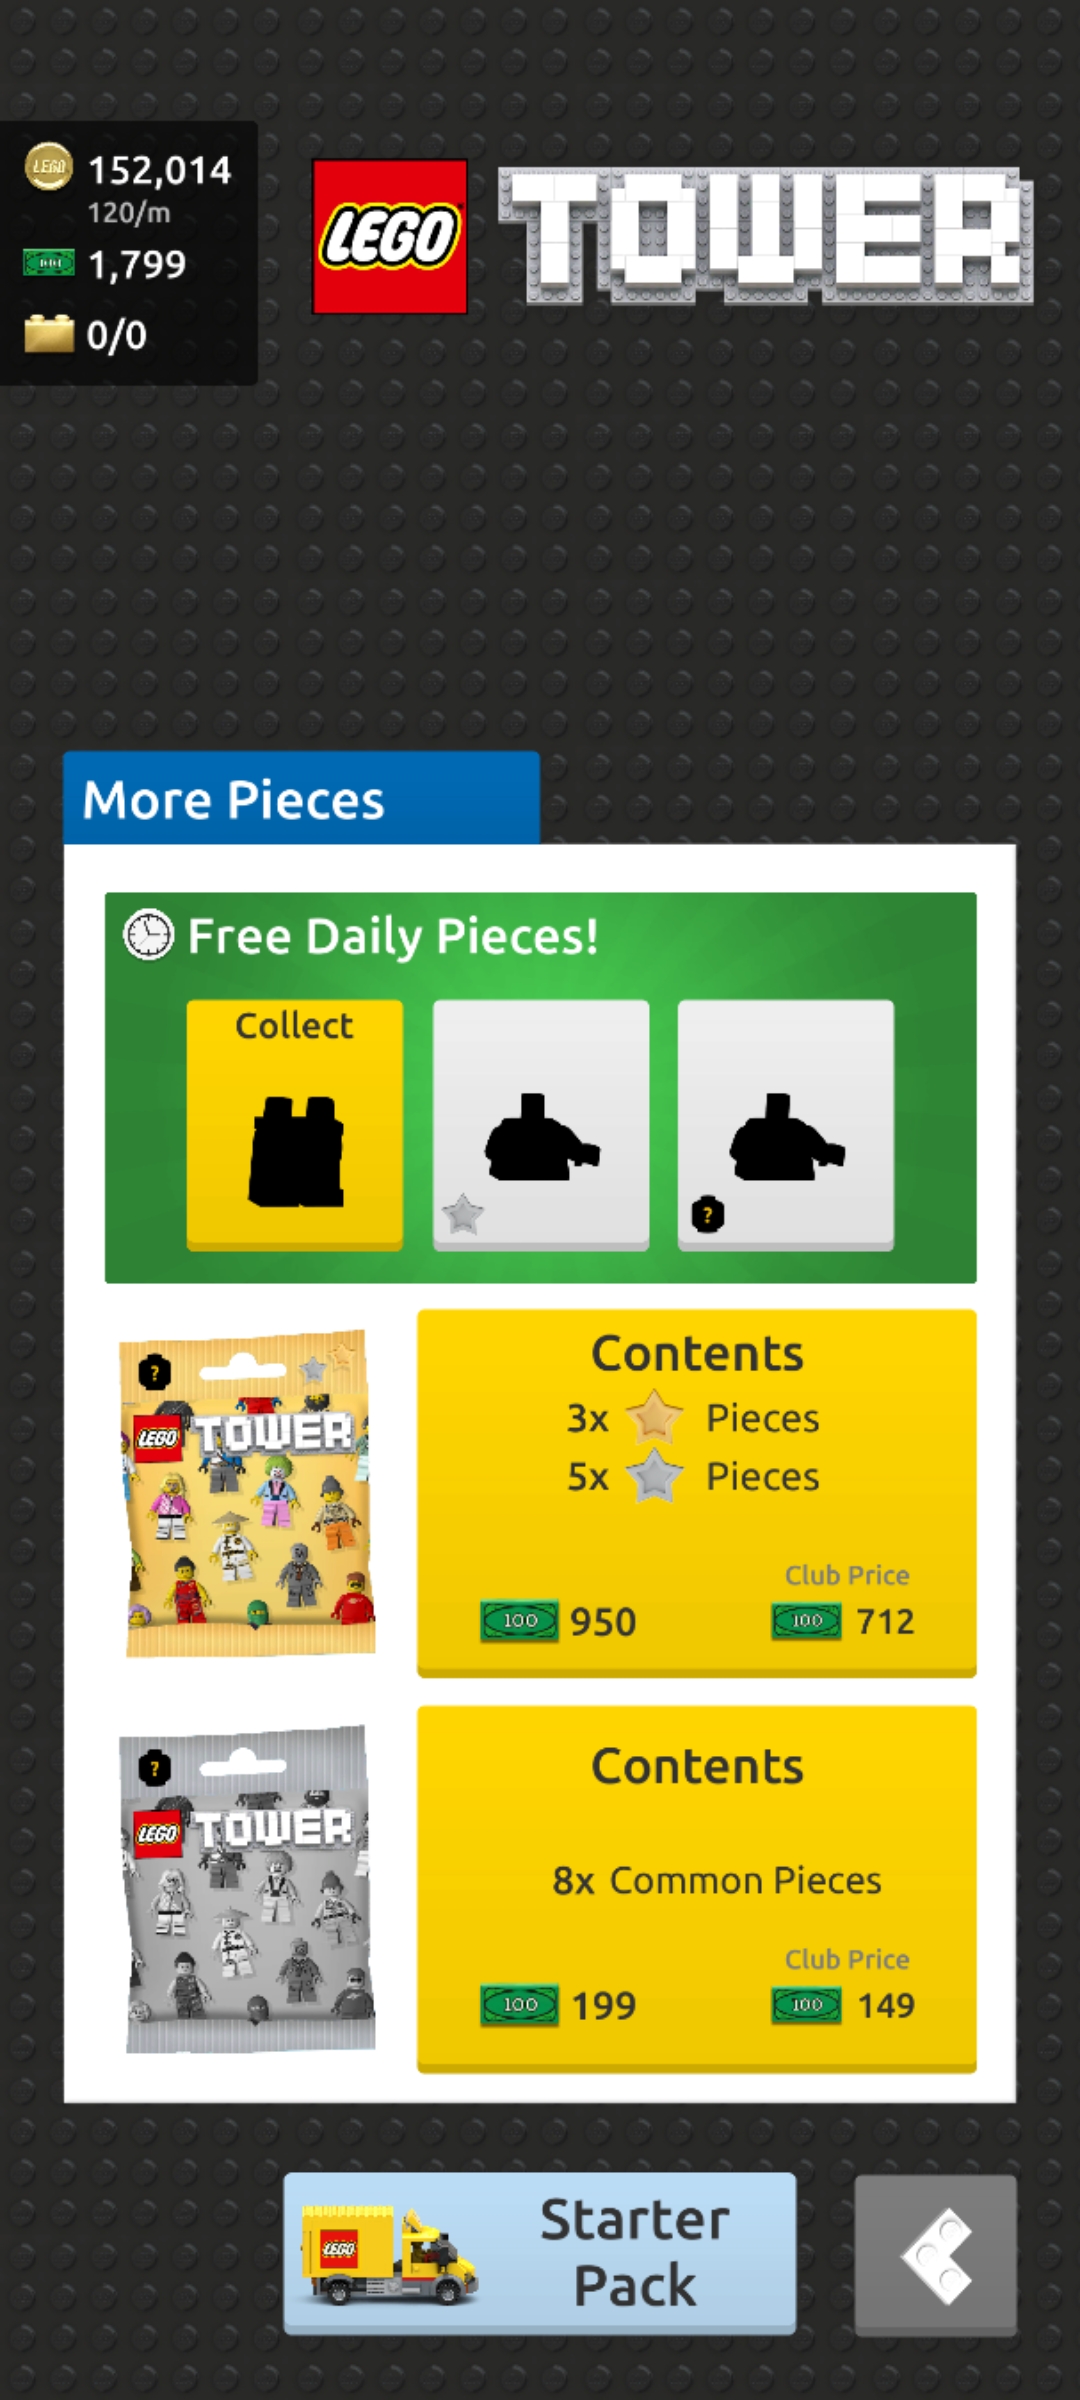 LEGO 152,014
120/m
1,799
0/0
LEGO TOWER
More Pieces
Free Daily Pieces!
Collect
?
?
LEGO TOWER
Contents
3x Pieces
5x Pieces
Club Price
100 950 100 712
?
LEGO TOWER
Contents
8x Common Pieces
Club Price
100 199 100 149
LEGO
Starter
Pack